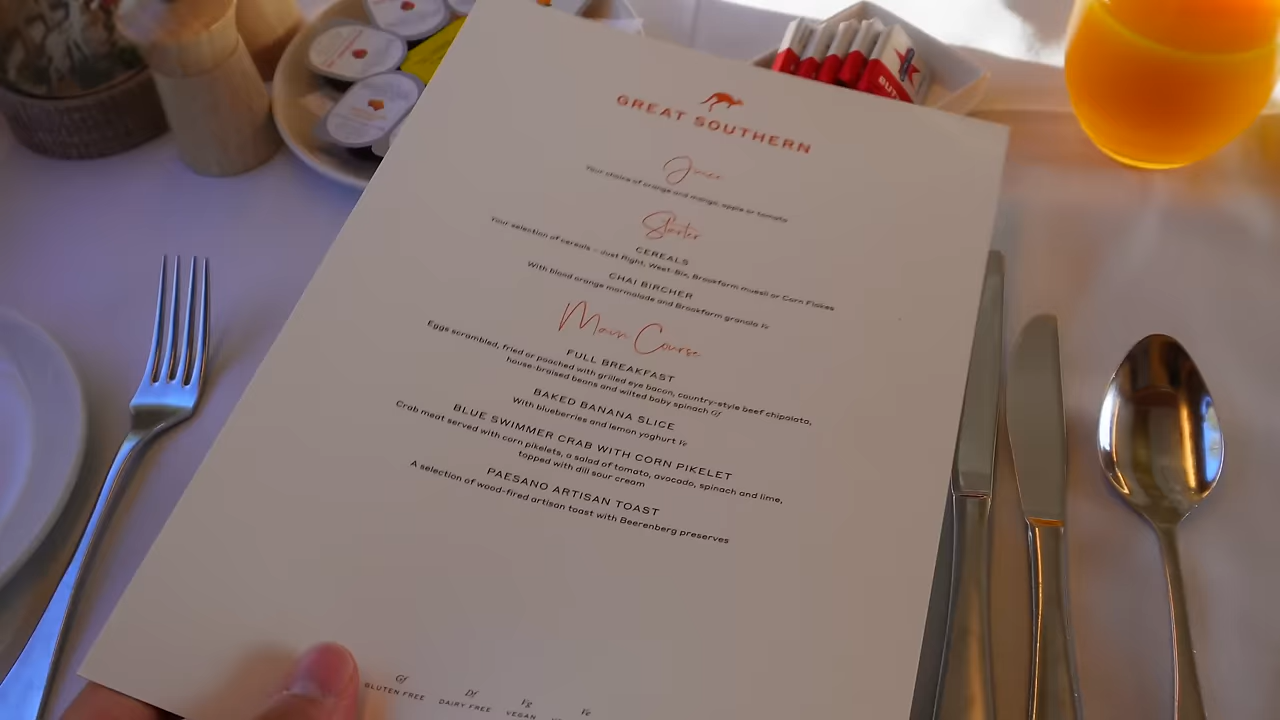 GREAT SOUTHERN
Juice
Your choice of orange and mango, apple or tomato
Starter
CEREALS
Your selection of cereals – Just Right, Weet-Bix, Brookfarm muesli or Corn Flakes
CHAI BIRCHER
With blood orange marmalade and Brookfarm granola Ve
Main Course
FULL BREAKFAST
Eggs scrambled, fried or poached with grilled eye bacon, country-style beef chipolata,
house-braised beans and wilted baby spinach Gf
BAKED BANANA SLICE
With blueberries and lemon yoghurt Ve
BLUE SWIMMER CRAB WITH CORN PIKELET
Crab meat served with corn pikelets, a salad of tomato, avocado, spinach and lime,
topped with dill sour cream
PAESANO ARTISAN TOAST
A selection of wood-fired artisan toast with Beerenberg preserves
Gf Df Vg Ve
GLUTEN FREE DAIRY FREE VEGAN